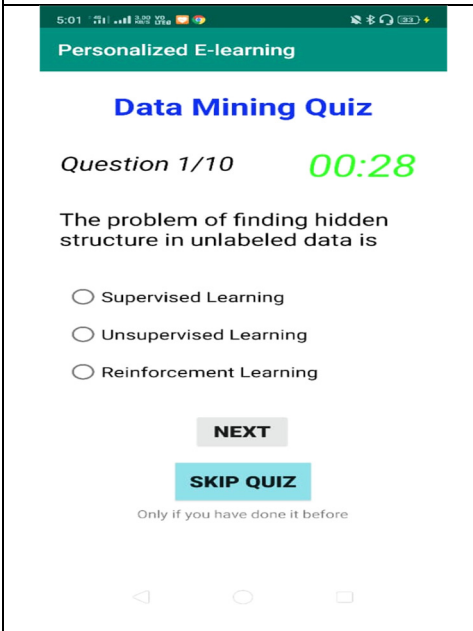 5:01
33
Personalized E-learning
Data Mining Quiz
Question 1/10 00:28
The problem of finding hidden
structure in unlabeled data is
Supervised Learning
Unsupervised Learning
Reinforcement Learning
NEXT
SKIP QUIZ
Only if you have done it before